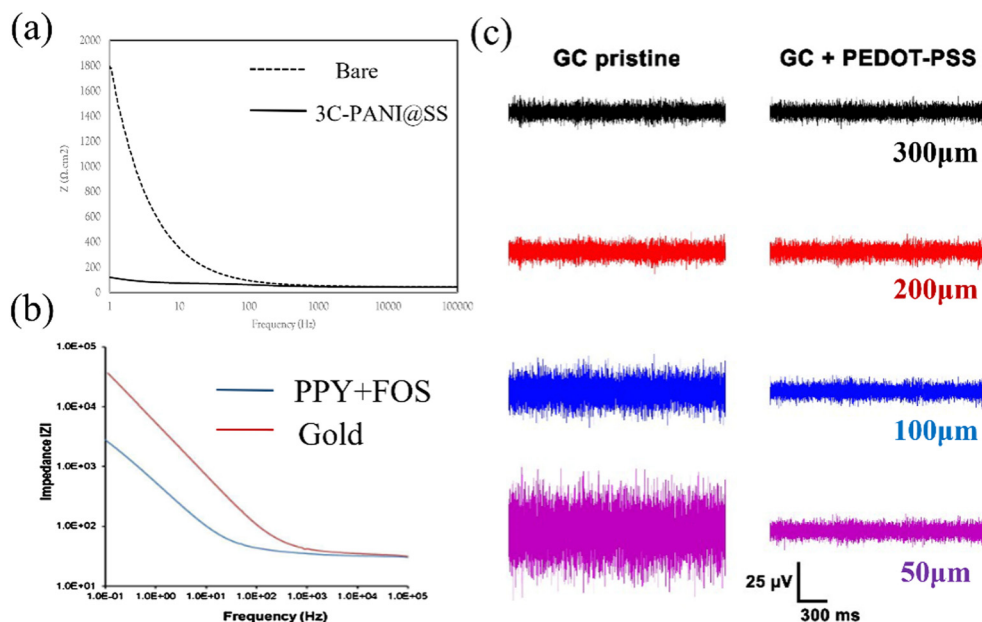 (a)
2000
1800
1600
1400
1200
1000
800
600
400
200
0
Z (Ω.cm2)
Bare
3C-PANI@SS
1 10 100 1000 10000 100000
Frequency (Hz)
(b)
1.0E+05
1.0E+04
1.0E+03
1.0E+02
1.0E+01
Impedance |Z|
PPY+FOS
Gold
1.0E-01 1.0E+00 1.0E+01 1.0E+02 1.0E+03 1.0E+04 1.0E+05
Frequency (Hz)
(c)
GC pristine GC + PEDOT-PSS
300μm
200μm
100μm
50μm
25 μV
300 ms